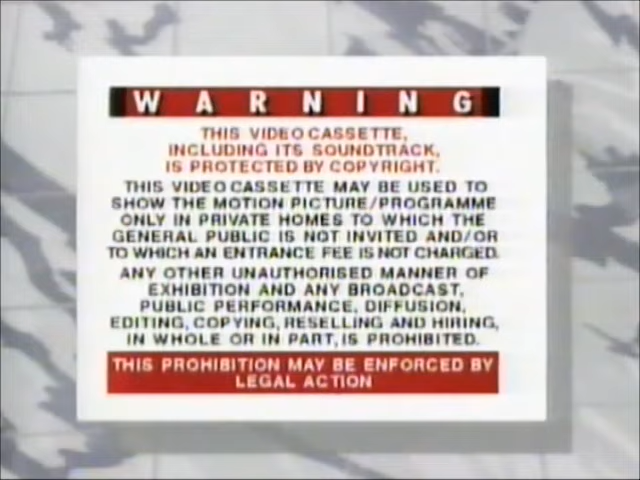 WARNING
THIS VIDEO CASSETTE,
INCLUDING ITS SOUNDTRACK,
IS PROTECTED BY COPYRIGHT.
THIS VIDEO CASSETTE MAY BE USED TO
SHOW THE MOTION PICTURE/PROGRAMME
ONLY IN PRIVATE HOMES TO WHICH THE
GENERAL PUBLIC IS NOT INVITED AND/OR
TO WHICH AN ENTRANCE FEE IS NOT CHARGED.
ANY OTHER UNAUTHORISED MANNER OF
EXHIBITION AND ANY BROADCAST,
PUBLIC PERFORMANCE, DIFFUSION,
EDITING, COPYING, RESELLING AND HIRING,
IN WHOLE OR IN PART, IS PROHIBITED.
THIS PROHIBITION MAY BE ENFORCED BY
LEGAL ACTION